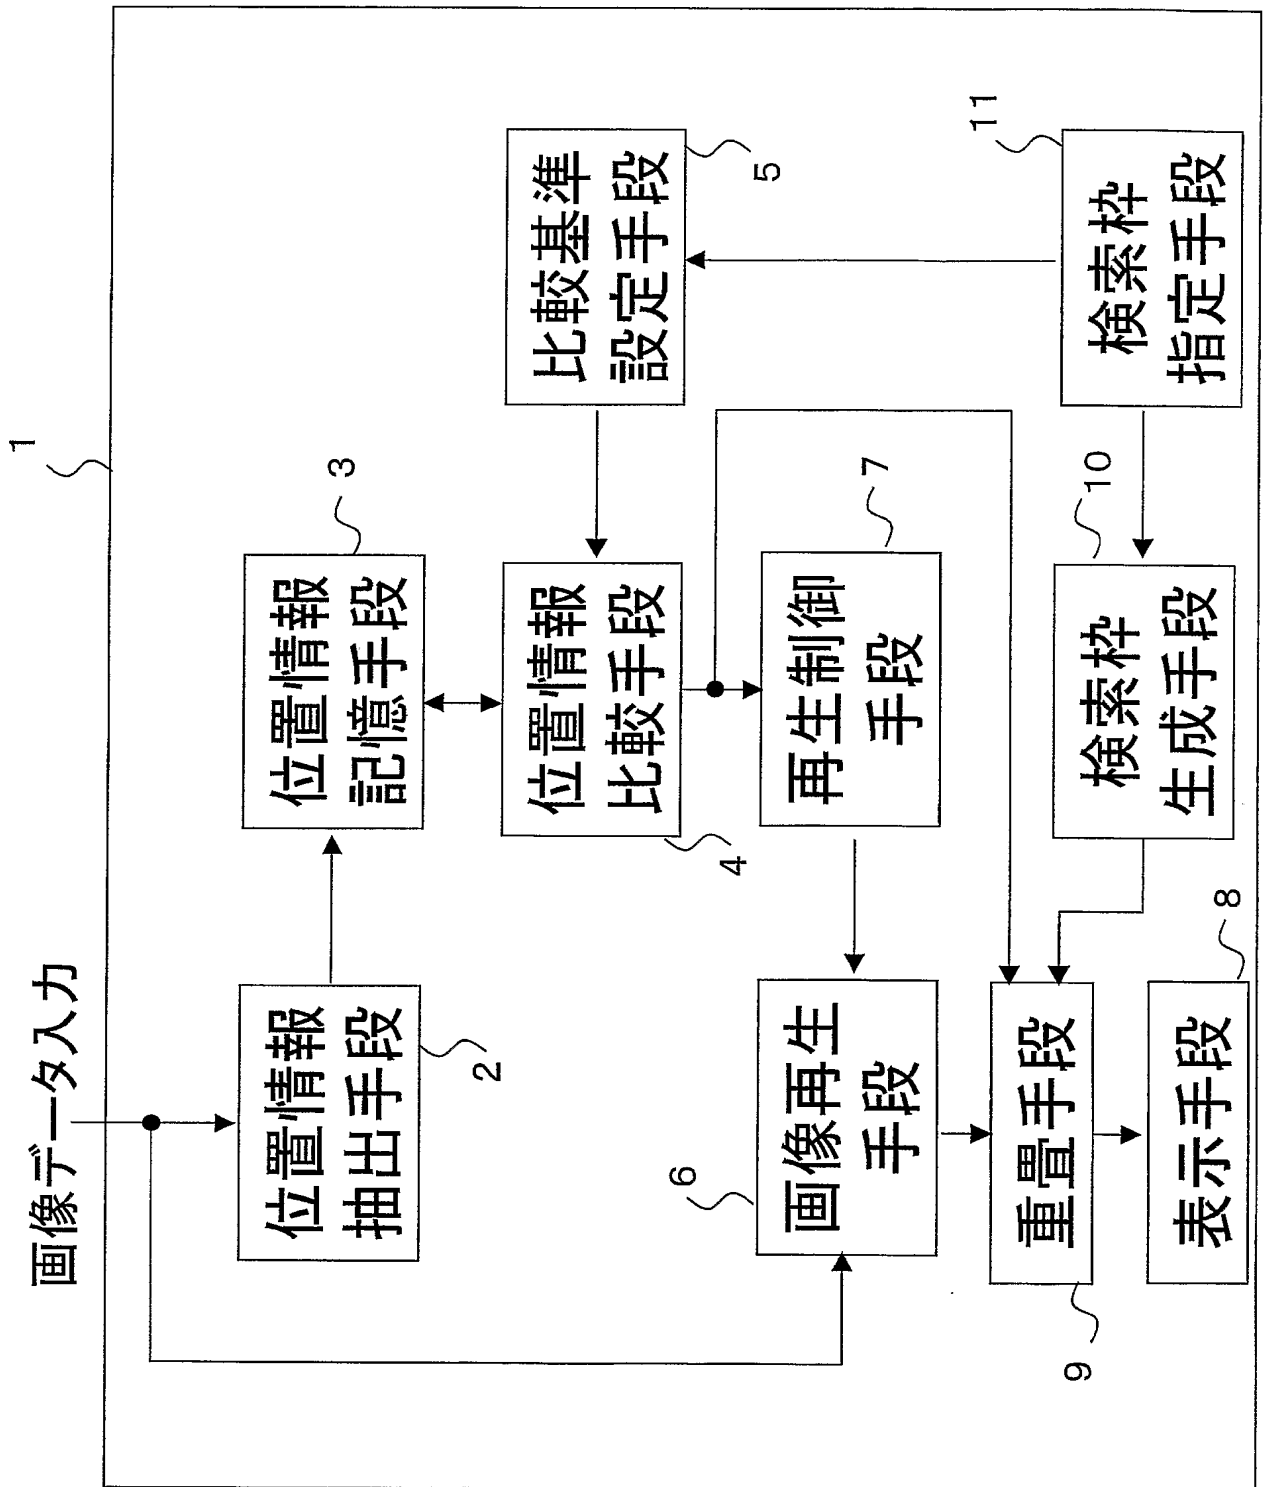 画像データ入力
1
位置情報
抽出手段
2
位置情報
記憶手段
3
位置情報
比較手段
4
比較基準
設定手段
5
画像再生
手段
6
再生制御
手段
7
重畳手段
9
表示手段
8
検索枠
生成手段
10
検索枠
指定手段
11